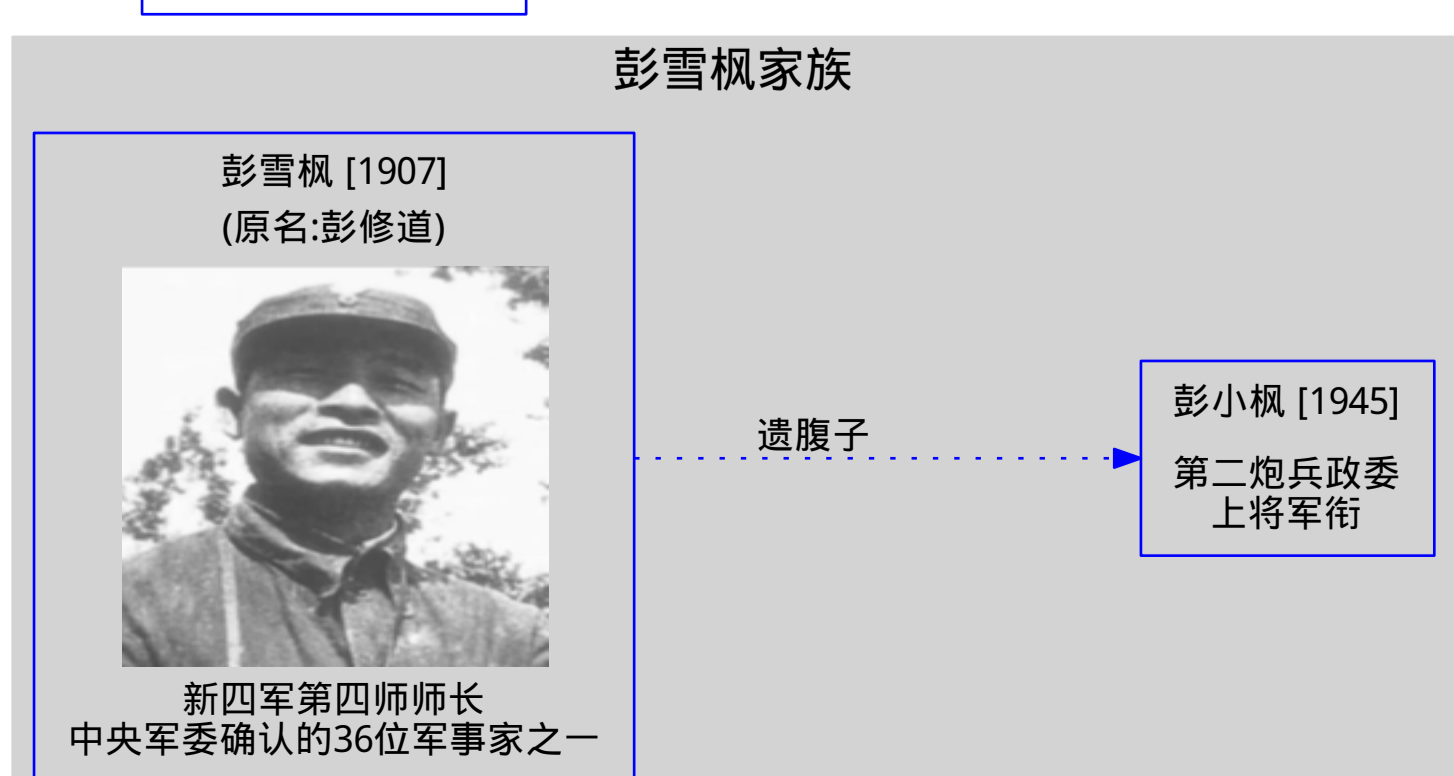 彭雪枫家族
彭雪枫 [1907]
(原名:彭修道)
新四军第四师师长
中央军委确认的36位军事家之一
遗腹子
彭小枫 [1945]
第二炮兵政委
上将军衔